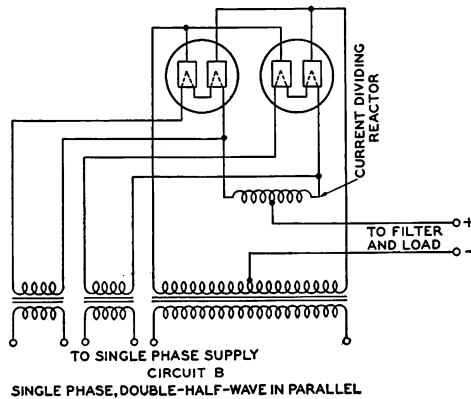 CURRENT DIVIDING
REACTOR
+
TO FILTER
AND LOAD
-
TO SINGLE PHASE SUPPLY
CIRCUIT B
SINGLE PHASE, DOUBLE-HALF-WAVE IN PARALLEL